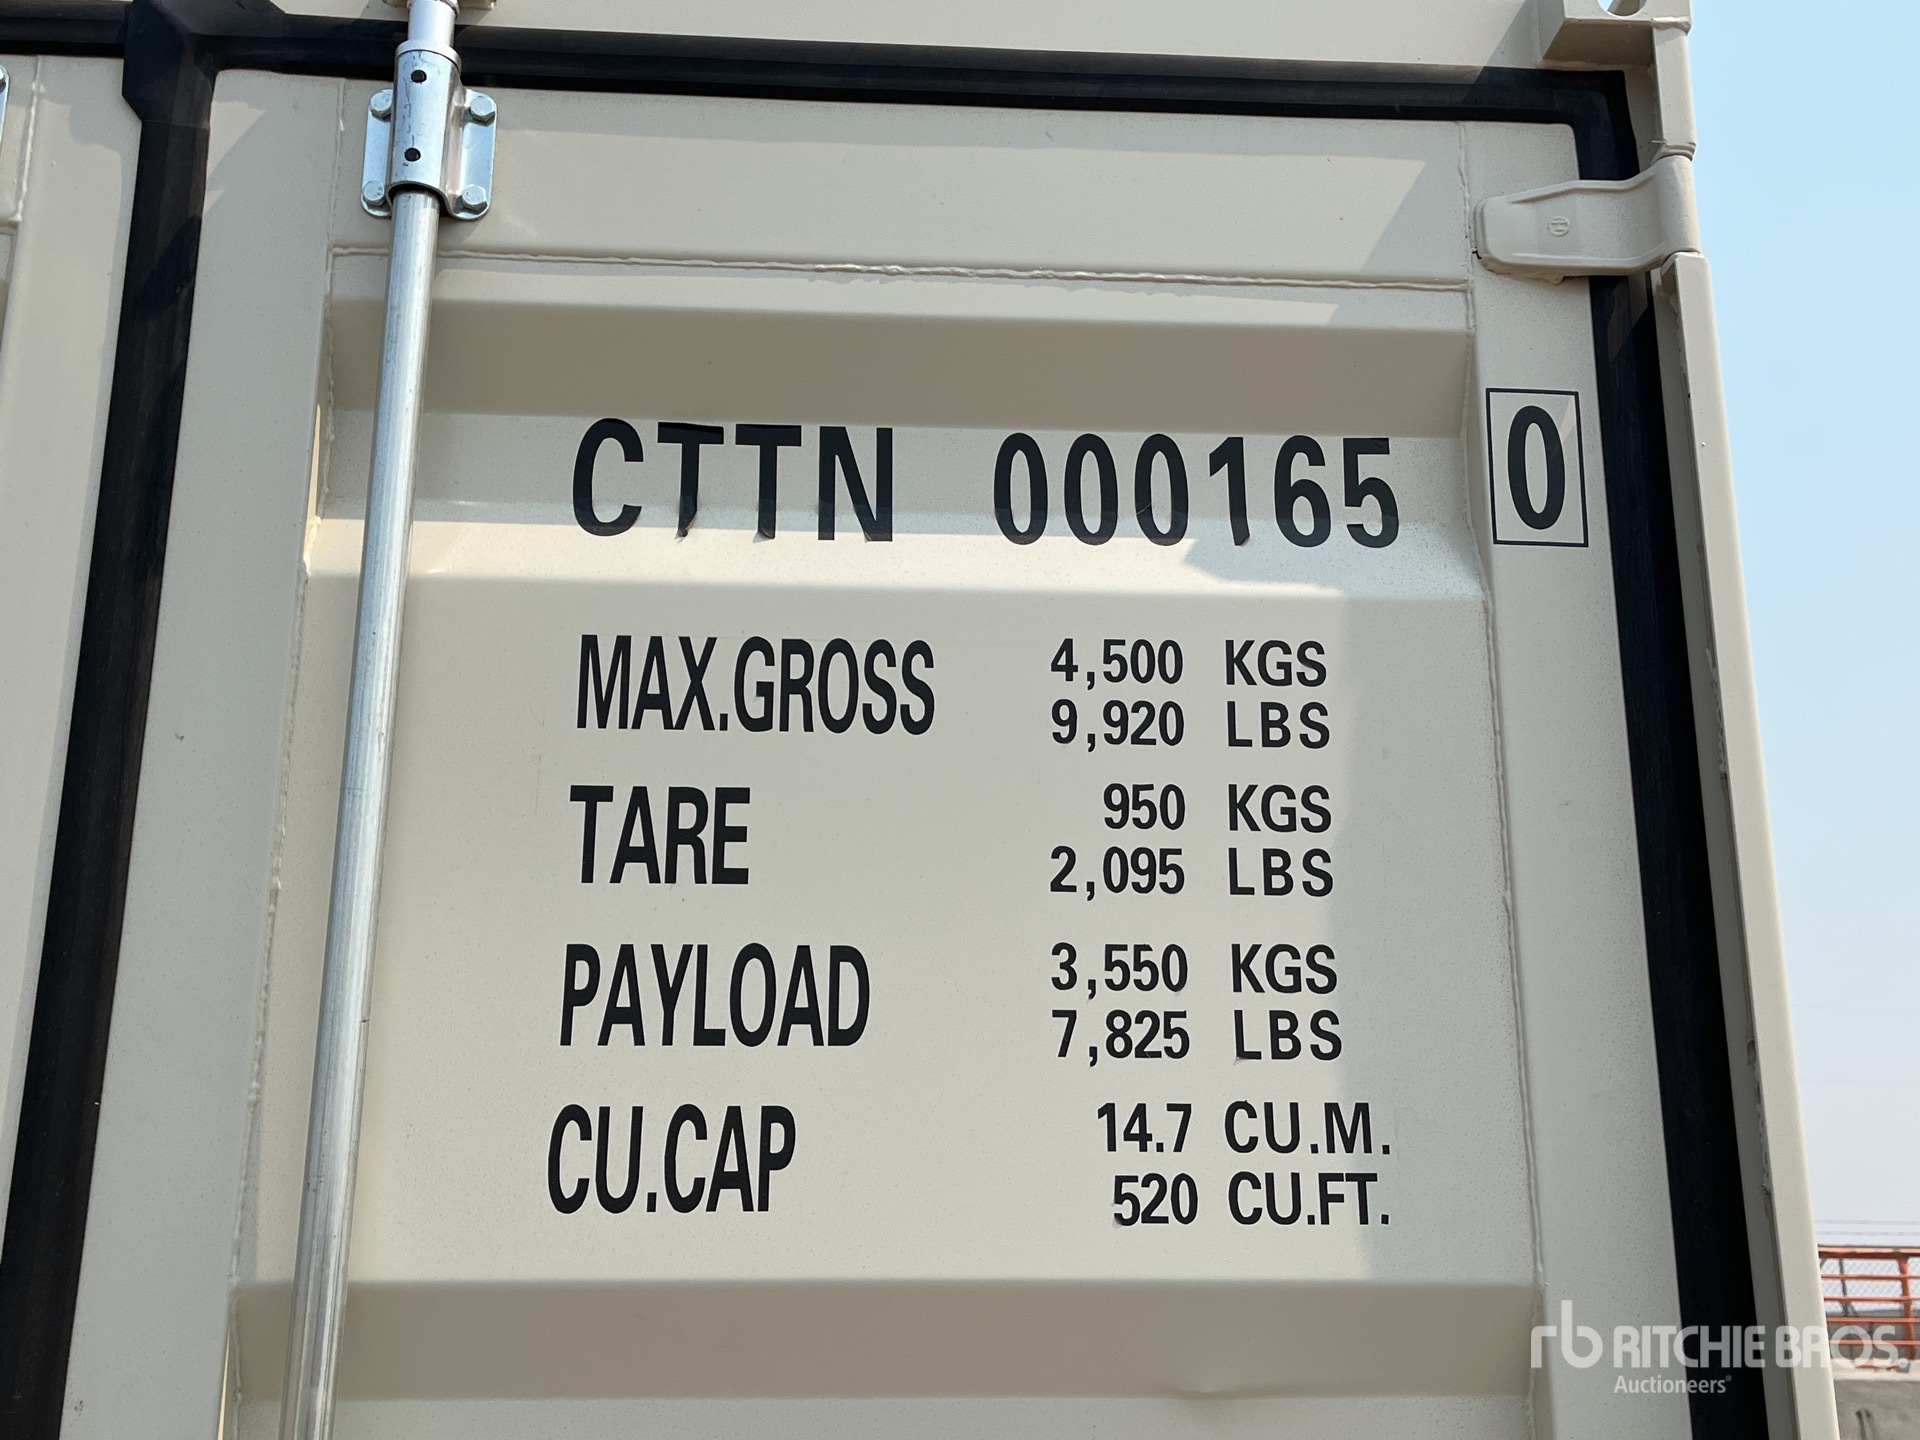 CTTN 000165 0
MAX.GROSS 4,500 KGS
9,920 LBS
TARE 950 KGS
2,095 LBS
PAYLOAD 3,550 KGS
7,825 LBS
CU.CAP 14.7 CU.M.
520 CU.FT.
rb RITCHIE BROS.
Auctioneers®